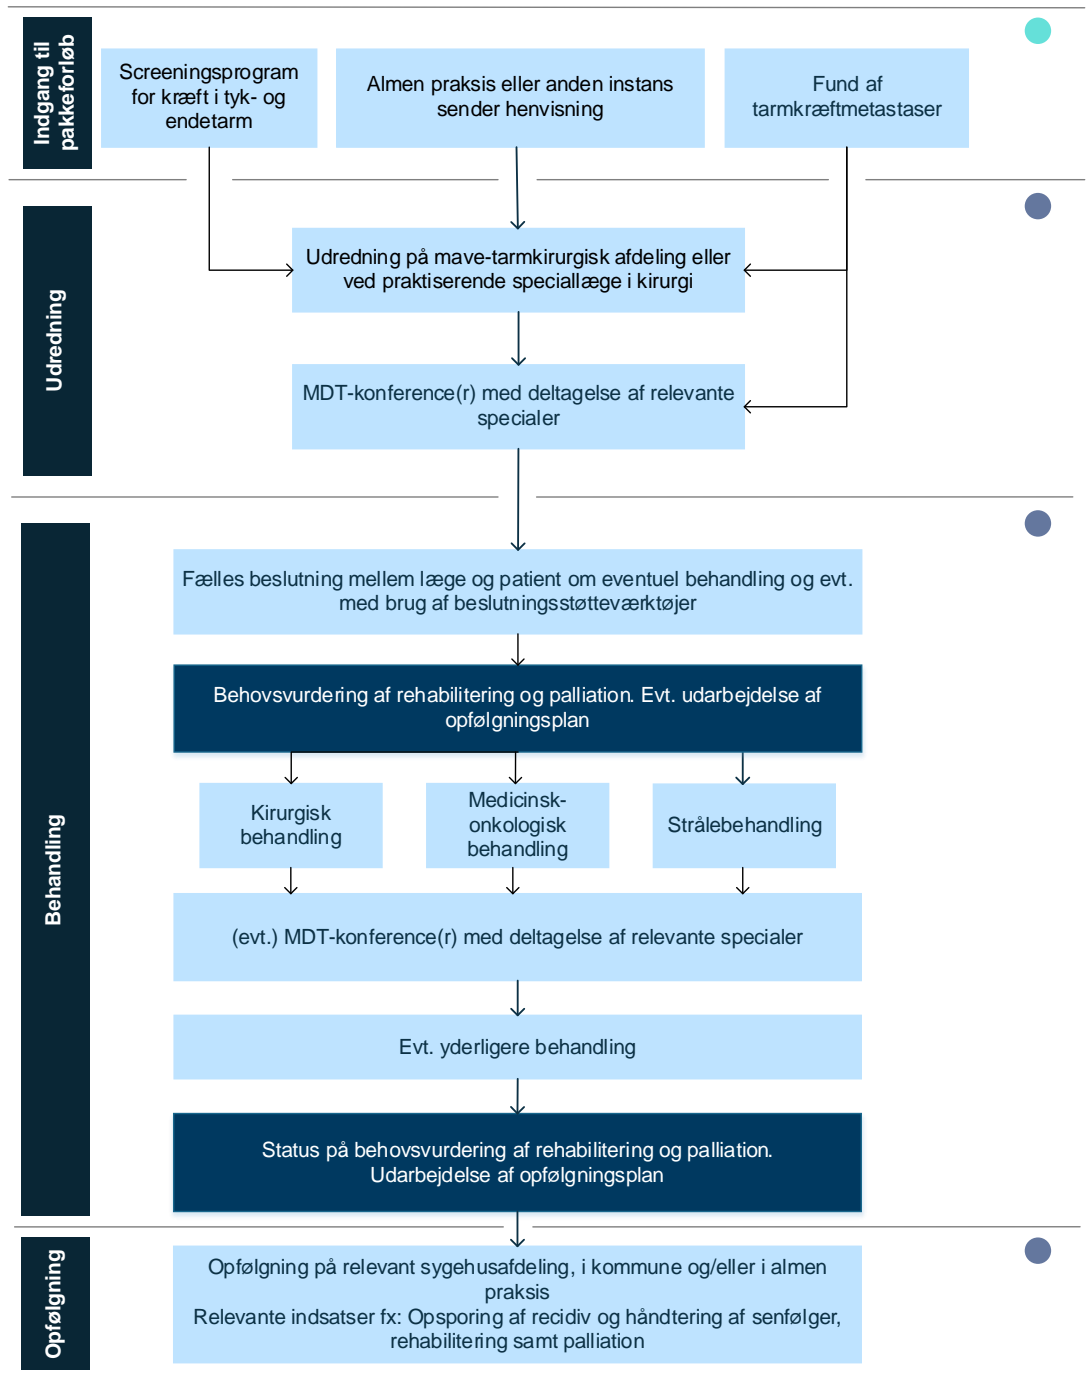 Indgang til
pakkeforløb
Screeningsprogram
for kræft i tyk- og
endetarm
Almen praksis eller anden instans
sender henvisning
Fund af
tarmkræftmetastaser
Udredning
Udredning på mave-tarmkirurgisk afdeling eller
ved praktiserende speciallæge i kirurgi
MDT-konference(r) med deltagelse af relevante
specialer
Behandling
Fælles beslutning mellem læge og patient om eventuel behandling og evt.
med brug af beslutningsstøtteværktøjer
Behovsvurdering af rehabilitering og palliation. Evt. udarbejdelse af
opfølgningsplan
Kirurgisk
behandling
Medicinsk-
onkologisk
behandling
Strålebehandling
(evt.) MDT-konference(r) med deltagelse af relevante specialer
Evt. yderligere behandling
Status på behovsvurdering af rehabilitering og palliation.
Udarbejdelse af opfølgningsplan
Opfølgning
Opfølgning på relevant sygehusafdeling, i kommune og/eller i almen
praksis
Relevante indsatser fx: Opsporing af recidiv og håndtering af senfølger,
rehabilitering samt palliation